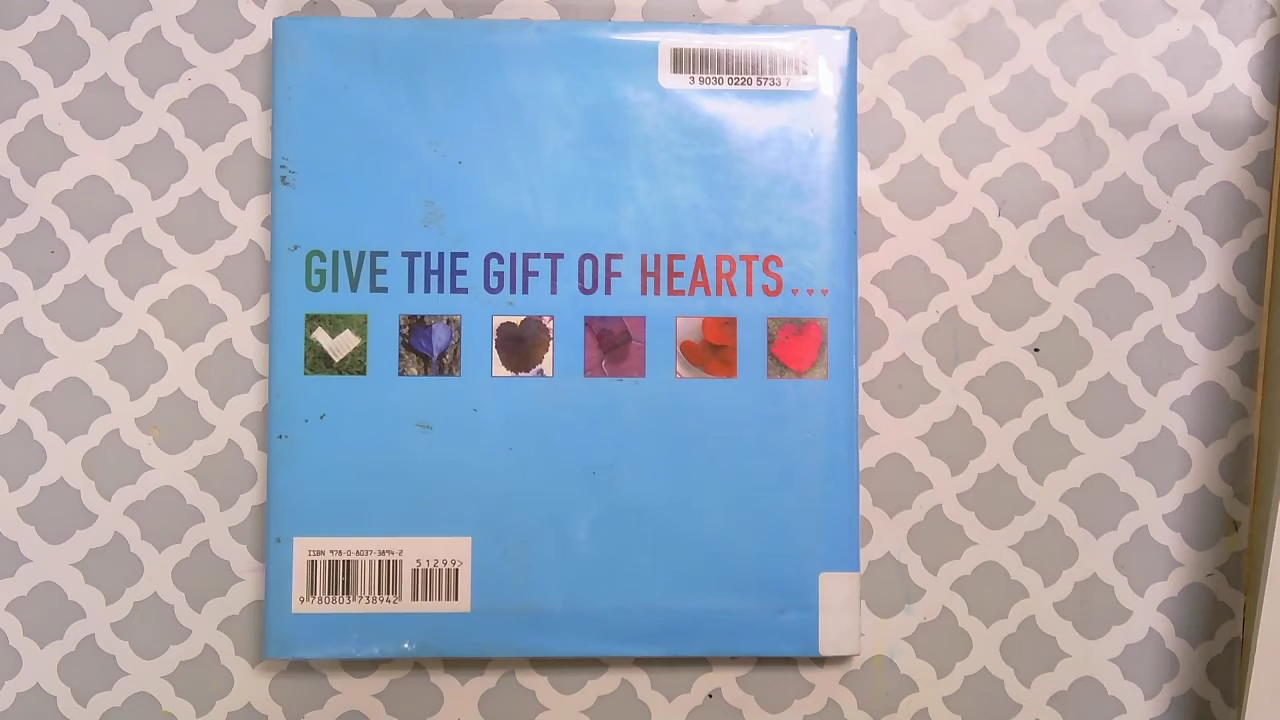 3 9030 0220 5733 7
GIVE THE GIFT OF HEARTS...
ISBN 978-0-8037-3894-2
51299>
9 780803 738942